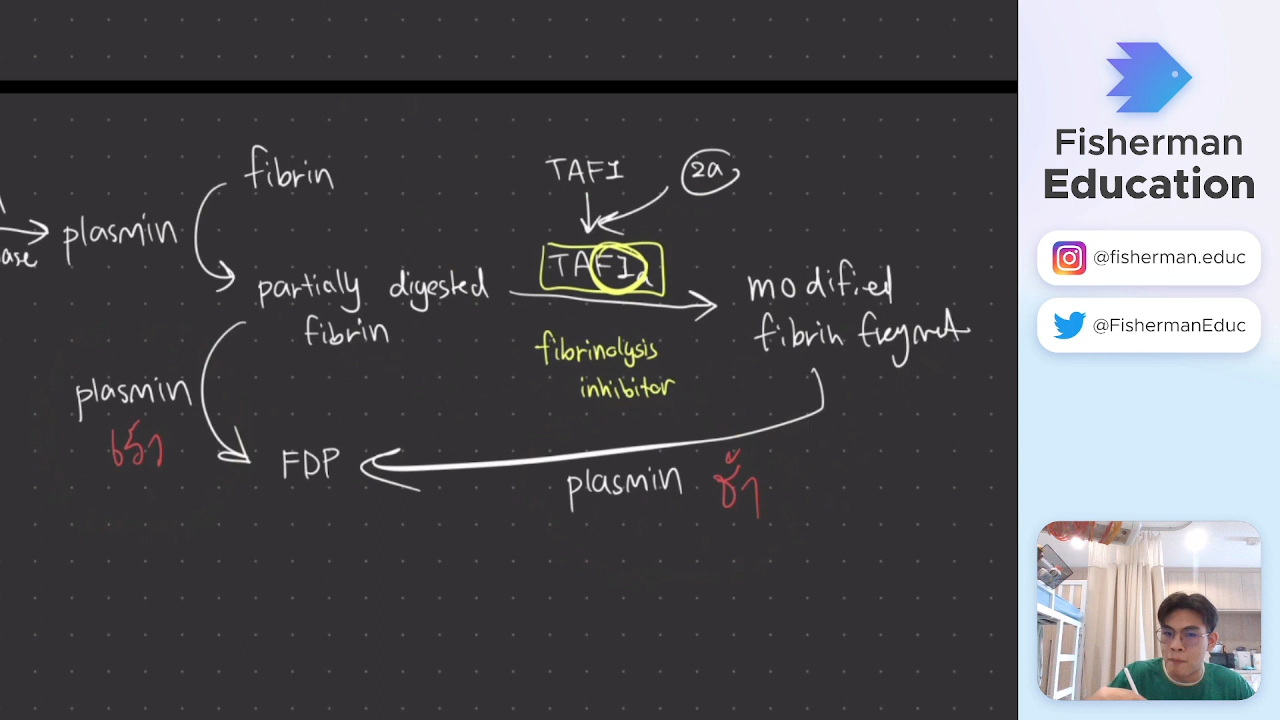 fibrin
TAFI
2a
plasmin
ase
TAFIa
partially digested
fibrin
modified
fibrin
fibrinolysis
inhibitor
plasmin
เร็ว
FDP
plasmin
ช้า
Fisherman
Education
@fisherman.educ
@FishermanEduc